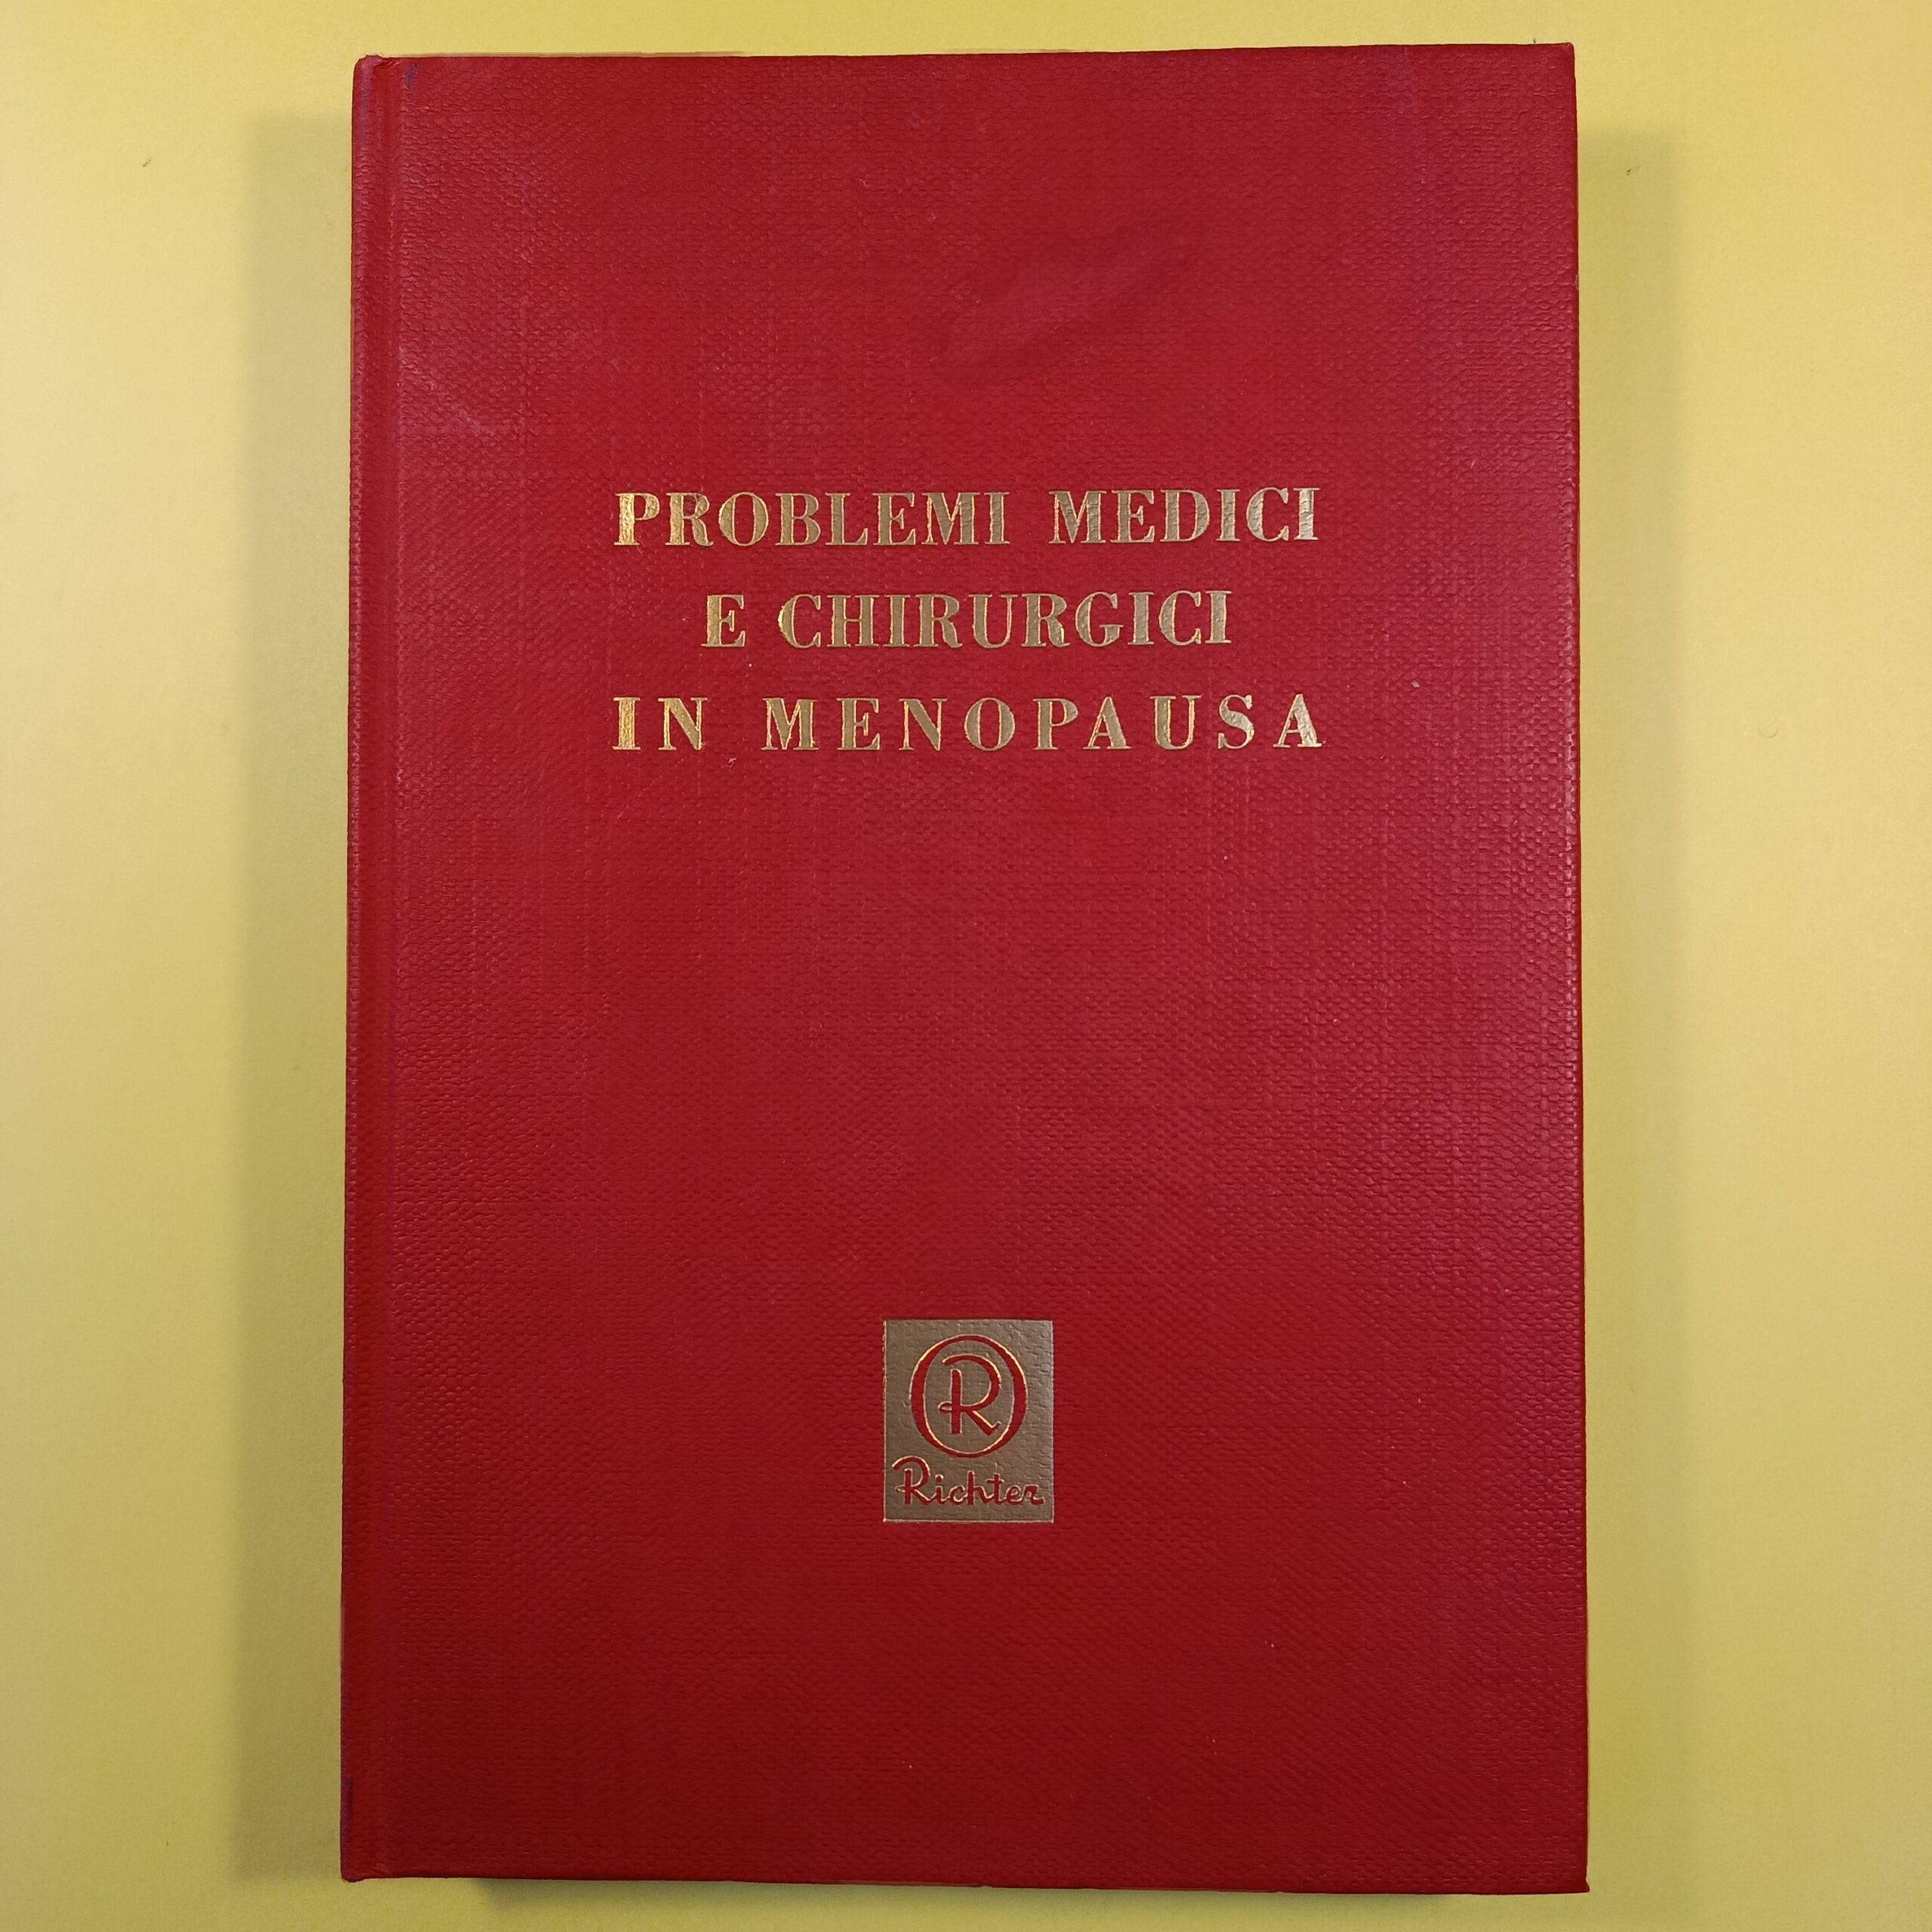 PROBLEMI MEDICI
E CHIRURGICI
IN MENOPAUSA
R
Richter